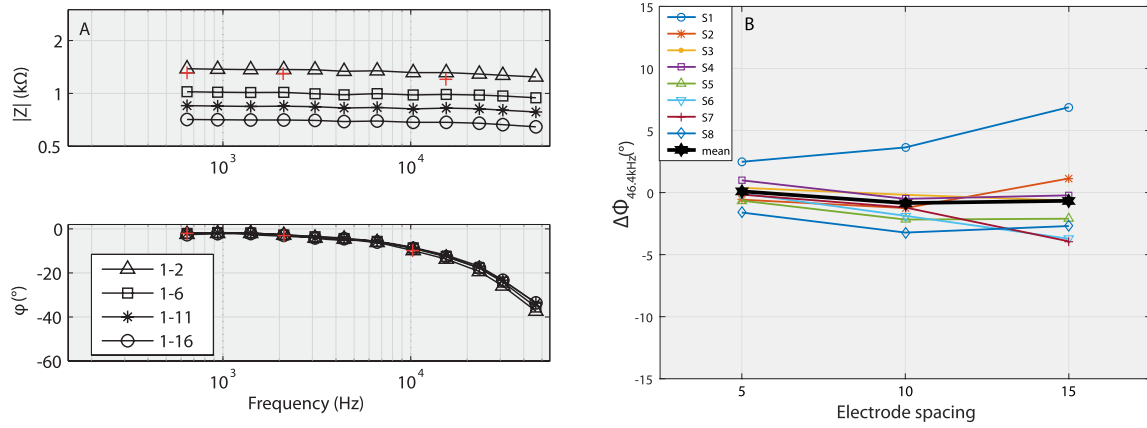 A
|Z| (kΩ)
2
1
0.5
10³
10⁴
φ(°)
0
-20
-40
-60
1-2
1-6
1-11
1-16
10³
10⁴
Frequency (Hz)
B
S1
S2
S3
S4
S5
S6
S7
S8
mean
ΔΦ46.4kHz(°)
15
10
5
0
-5
-10
-15
5
10
15
Electrode spacing